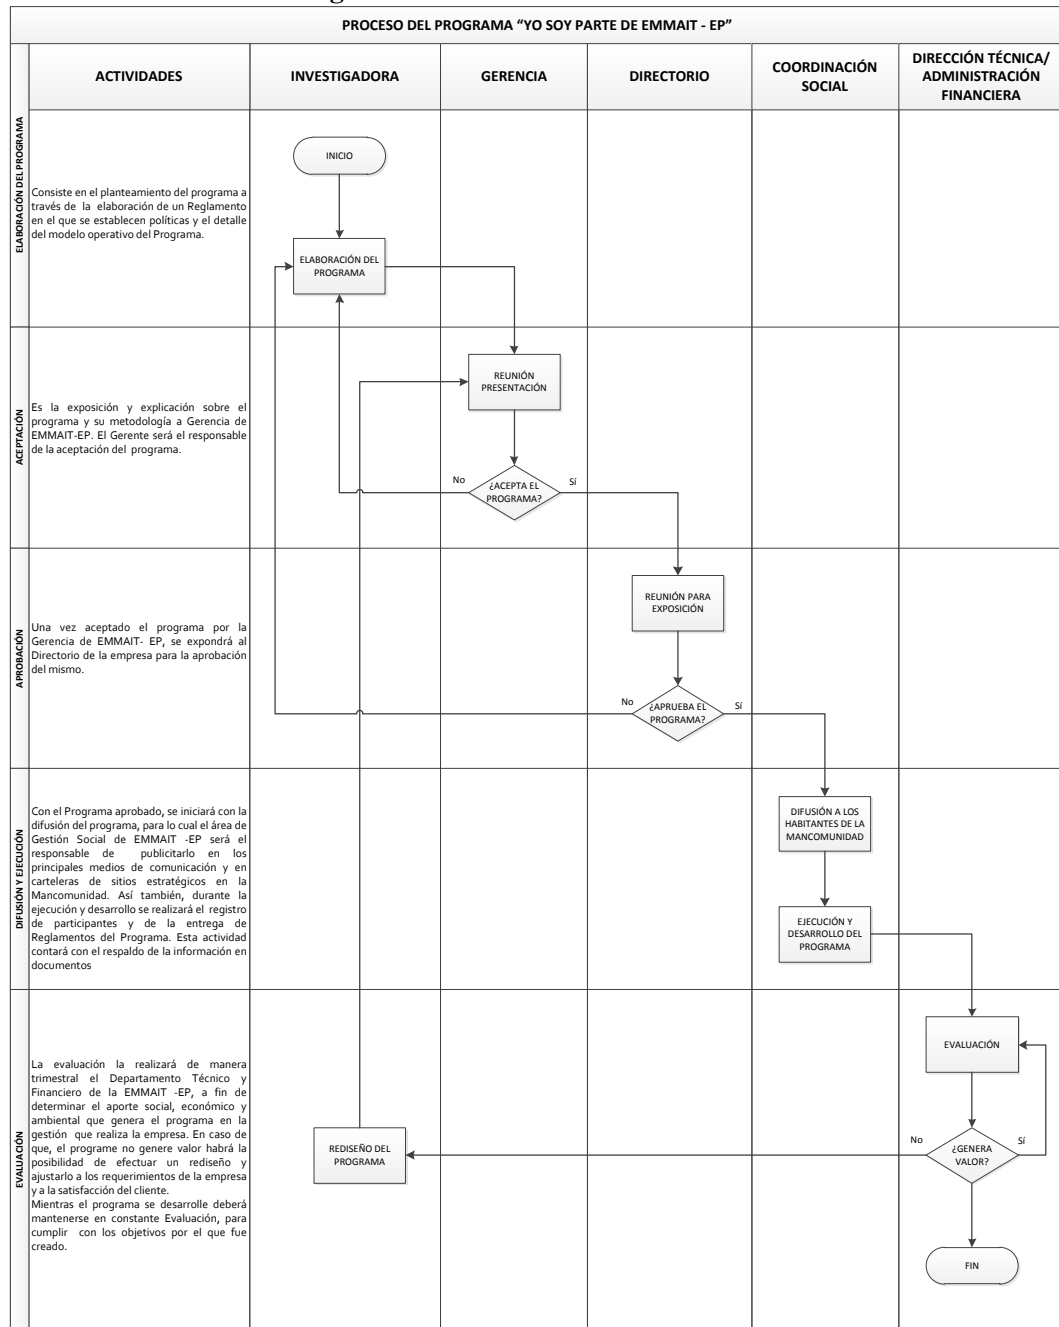 PROCESO DEL PROGRAMA “YO SOY PARTE DE EMMAIT - EP”
ACTIVIDADES
INVESTIGADORA
GERENCIA
DIRECTORIO
COORDINACIÓN
SOCIAL
DIRECCIÓN TÉCNICA/
ADMINISTRACIÓN
FINANCIERA
ELABORACIÓN DEL PROGRAMA
Consiste en el planteamiento del programa a
través de la elaboración de un Reglamento
en el que se establecen políticas y el detalle
del modelo operativo del Programa.
INICIO
ELABORACIÓN DEL
PROGRAMA
ACEPTACIÓN
Es la exposición y explicación sobre el
programa y su metodología a Gerencia de
EMMAIT-EP. El Gerente será el responsable
de la aceptación del programa.
REUNIÓN
PRESENTACIÓN
No
¿ACEPTA EL
PROGRAMA?
Sí
APROBACIÓN
Una vez aceptado el programa por la
Gerencia de EMMAIT- EP, se expondrá al
Directorio de la empresa para la aprobación
del mismo.
REUNIÓN PARA
EXPOSICIÓN
No
¿APRUEBA EL
PROGRAMA?
Sí
DIFUSIÓN Y EJECUCIÓN
Con el Programa aprobado, se iniciará con la
difusión del programa, para lo cual el área de
Gestión Social de EMMAIT -EP será el
responsable de publicitarlo en los
principales medios de comunicación y en
carteleras de sitios estratégicos en la
Mancomunidad. Así también, durante la
ejecución y desarrollo se realizará el registro
de participantes y de la entrega de
Reglamentos del Programa. Esta actividad
contará con el respaldo de la información en
documentos
DIFUSIÓN A LOS
HABITANTES DE LA
MANCOMUNIDAD
EJECUCIÓN Y
DESARROLLO DEL
PROGRAMA
EVALUACIÓN
La evaluación la realizará de manera
trimestral el Departamento Técnico y
Financiero de la EMMAIT -EP, a fin de
determinar el aporte social, económico y
ambiental que genera el programa en la
gestión que realiza la empresa. En caso de
que, el programe no genere valor habrá la
posibilidad de efectuar un rediseño y
ajustarlo a los requerimientos de la empresa
y a la satisfacción del cliente.
Mientras el programa se desarrolle deberá
mantenerse en constante Evaluación, para
cumplir con los objetivos por el que fue
creado.
REDISEÑO DEL
PROGRAMA
EVALUACIÓN
No
¿GENERA
VALOR?
Sí
FIN